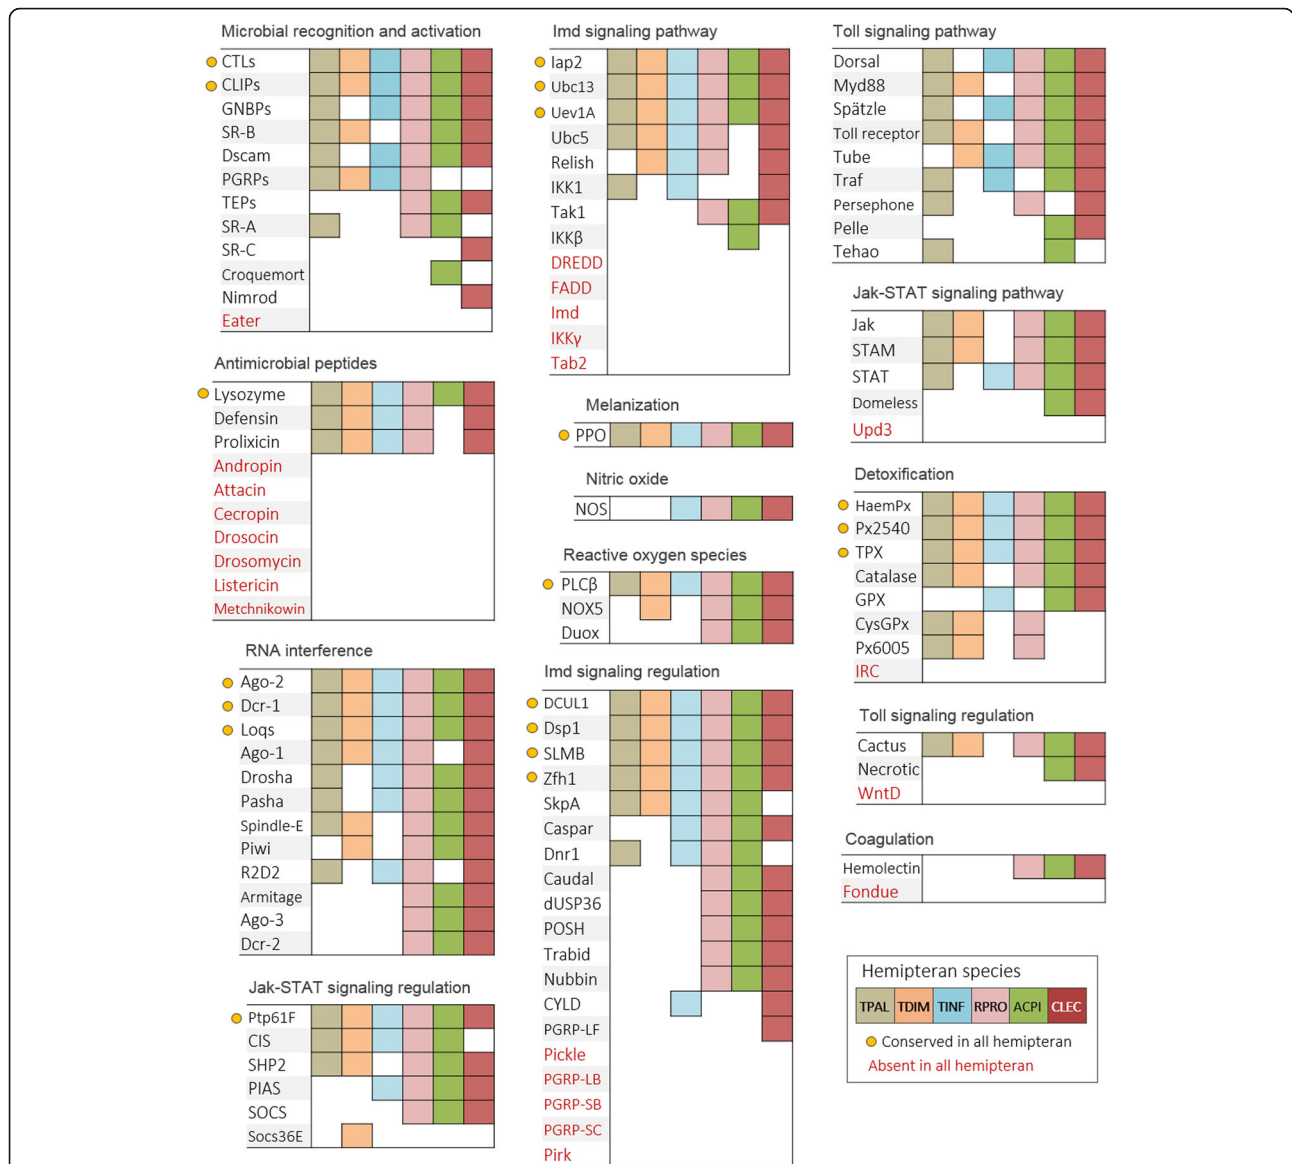 Microbial recognition and activation
CTLs
CLIPs
GNBPs
SR-B
Dscam
PGRPs
TEPs
SR-A
SR-C
Croquemort
Nimrod
Eater
Antimicrobial peptides
Lysozyme
Defensin
Prolixicin
Andropin
Attacin
Cecropin
Drosocin
Drosomycin
Listericin
Metchnikowin
RNA interference
Ago-2
Dcr-1
Loqs
Ago-1
Drosha
Pasha
Spindle-E
Piwi
R2D2
Armitage
Ago-3
Dcr-2
Jak-STAT signaling regulation
Ptp61F
CIS
SHP2
PIAS
SOCS
Socs36E
Imd signaling pathway
Iap2
Ubc13
Uev1A
Ubc5
Relish
IKK1
Tak1
IKKβ
DREDD
FADD
Imd
IKKγ
Tab2
Melanization
PPO
Nitric oxide
NOS
Reactive oxygen species
PLCβ
NOX5
Duox
Imd signaling regulation
DCUL1
Dsp1
SLMB
Zfh1
SkpA
Caspar
Dnr1
Caudal
dUSP36
POSH
Trabid
Nubbin
CYLD
PGRP-LF
Pickle
PGRP-LB
PGRP-SB
PGRP-SC
Pirk
Toll signaling pathway
Dorsal
Myd88
Spätzle
Toll receptor
Tube
Traf
Persephone
Pelle
Tehao
Jak-STAT signaling pathway
Jak
STAM
STAT
Domeless
Upd3
Detoxification
HaemPx
Px2540
TPX
Catalase
GPX
CysGPx
Px6005
IRC
Toll signaling regulation
Cactus
Necrotic
WntD
Coagulation
Hemolectin
Fondue
Hemipteran species
TPAL TDIM TINF RPRO ACPI CLEC
Conserved in all hemipteran
Absent in all hemipteran